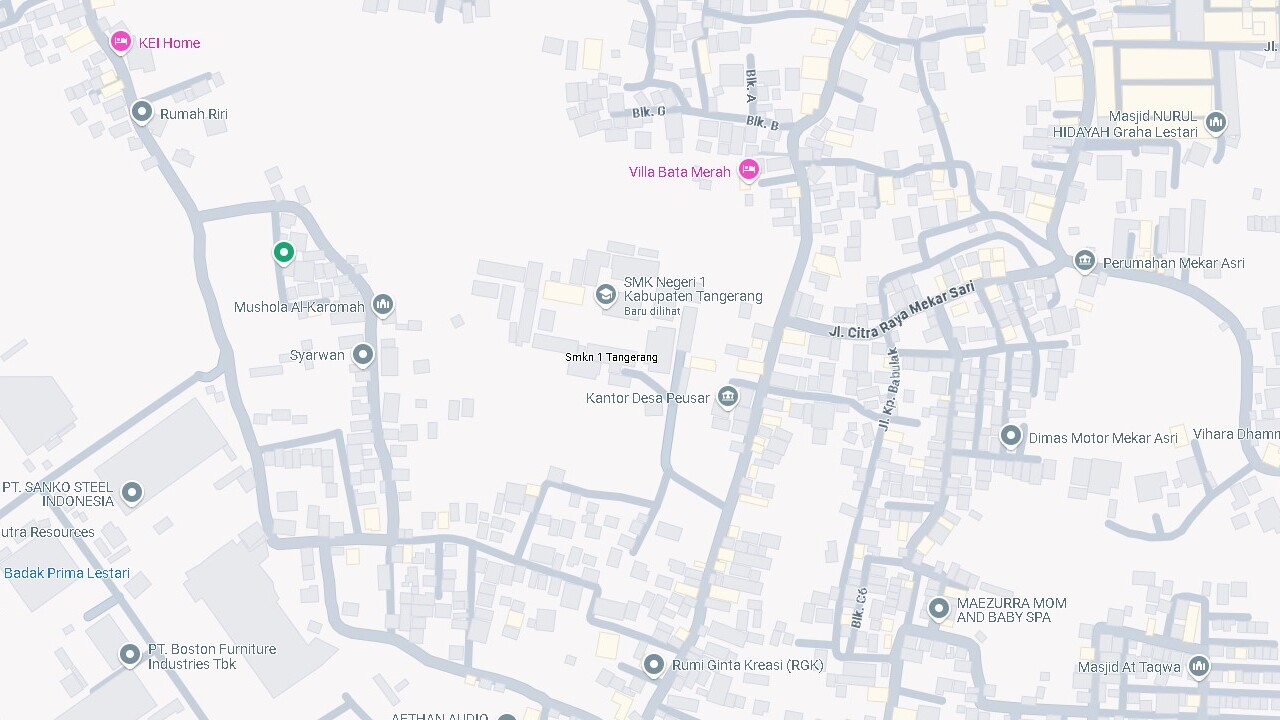 KEI Home
Jl.
Rumah Riri
Blk. A
Blk. G
Blk. B
Masjid NURUL
HIDAYAH Graha Lestari
Villa Bata Merah
Perumahan Mekar Asri
SMK Negeri 1
Kabupaten Tangerang
Baru dilihat
Mushola Al-Karomah
Jl. Citra Raya Mekar Sari
Syarwan
Smkn 1 Tangerang
Jl. Kp. Babulak
Kantor Desa Peusar
Dimas Motor Mekar Asri
Vihara Dhamm
PT. SANKO STEEL
INDONESIA
utra Resources
Badak Prima Lestari
Blk. C6
MAEZURRA MOM
AND BABY SPA
PT. Boston Furniture
Industries Tbk
Rumi Ginta Kreasi (RGK)
Masjid At Taqwa
AETHAN AUDIO